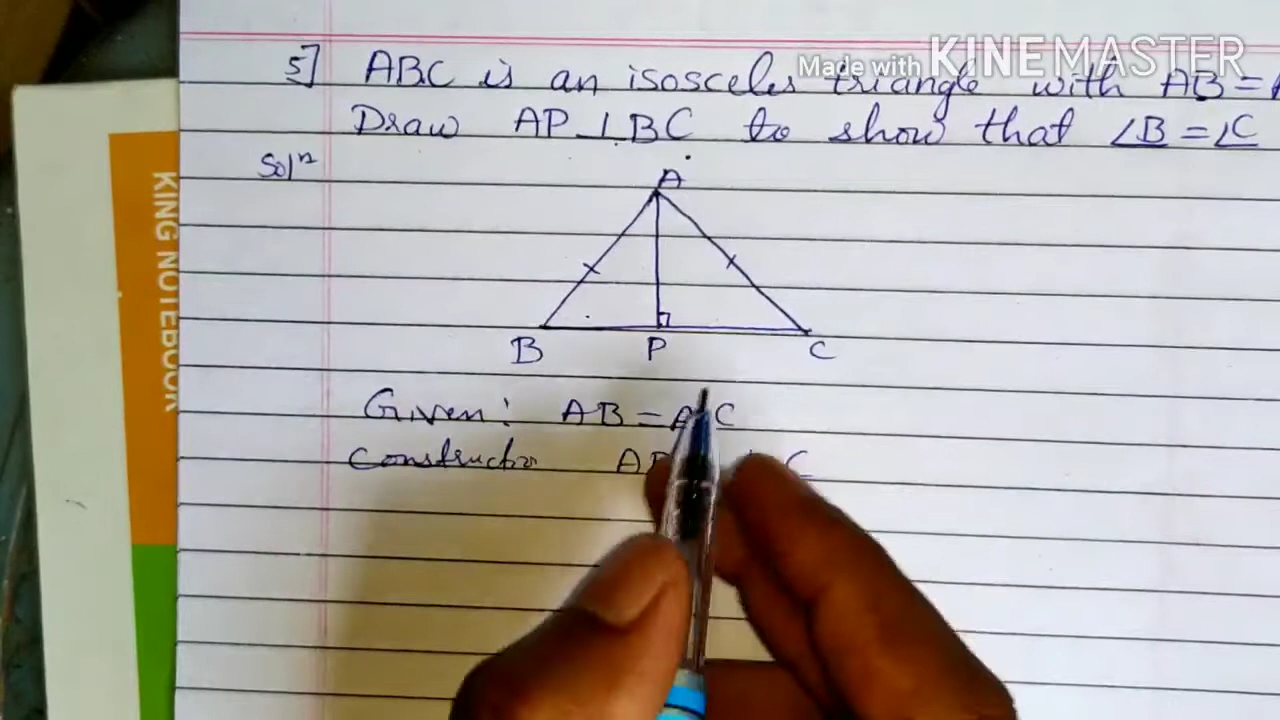 Made with KINEMASTER
5] ABC is an isosceles triangle with AB =
Draw AP ⊥ BC to show that ∠B = ∠C
Solⁿ
A
B P C
Given: AB = AC
Constructio A C
KING NOTEBOOK